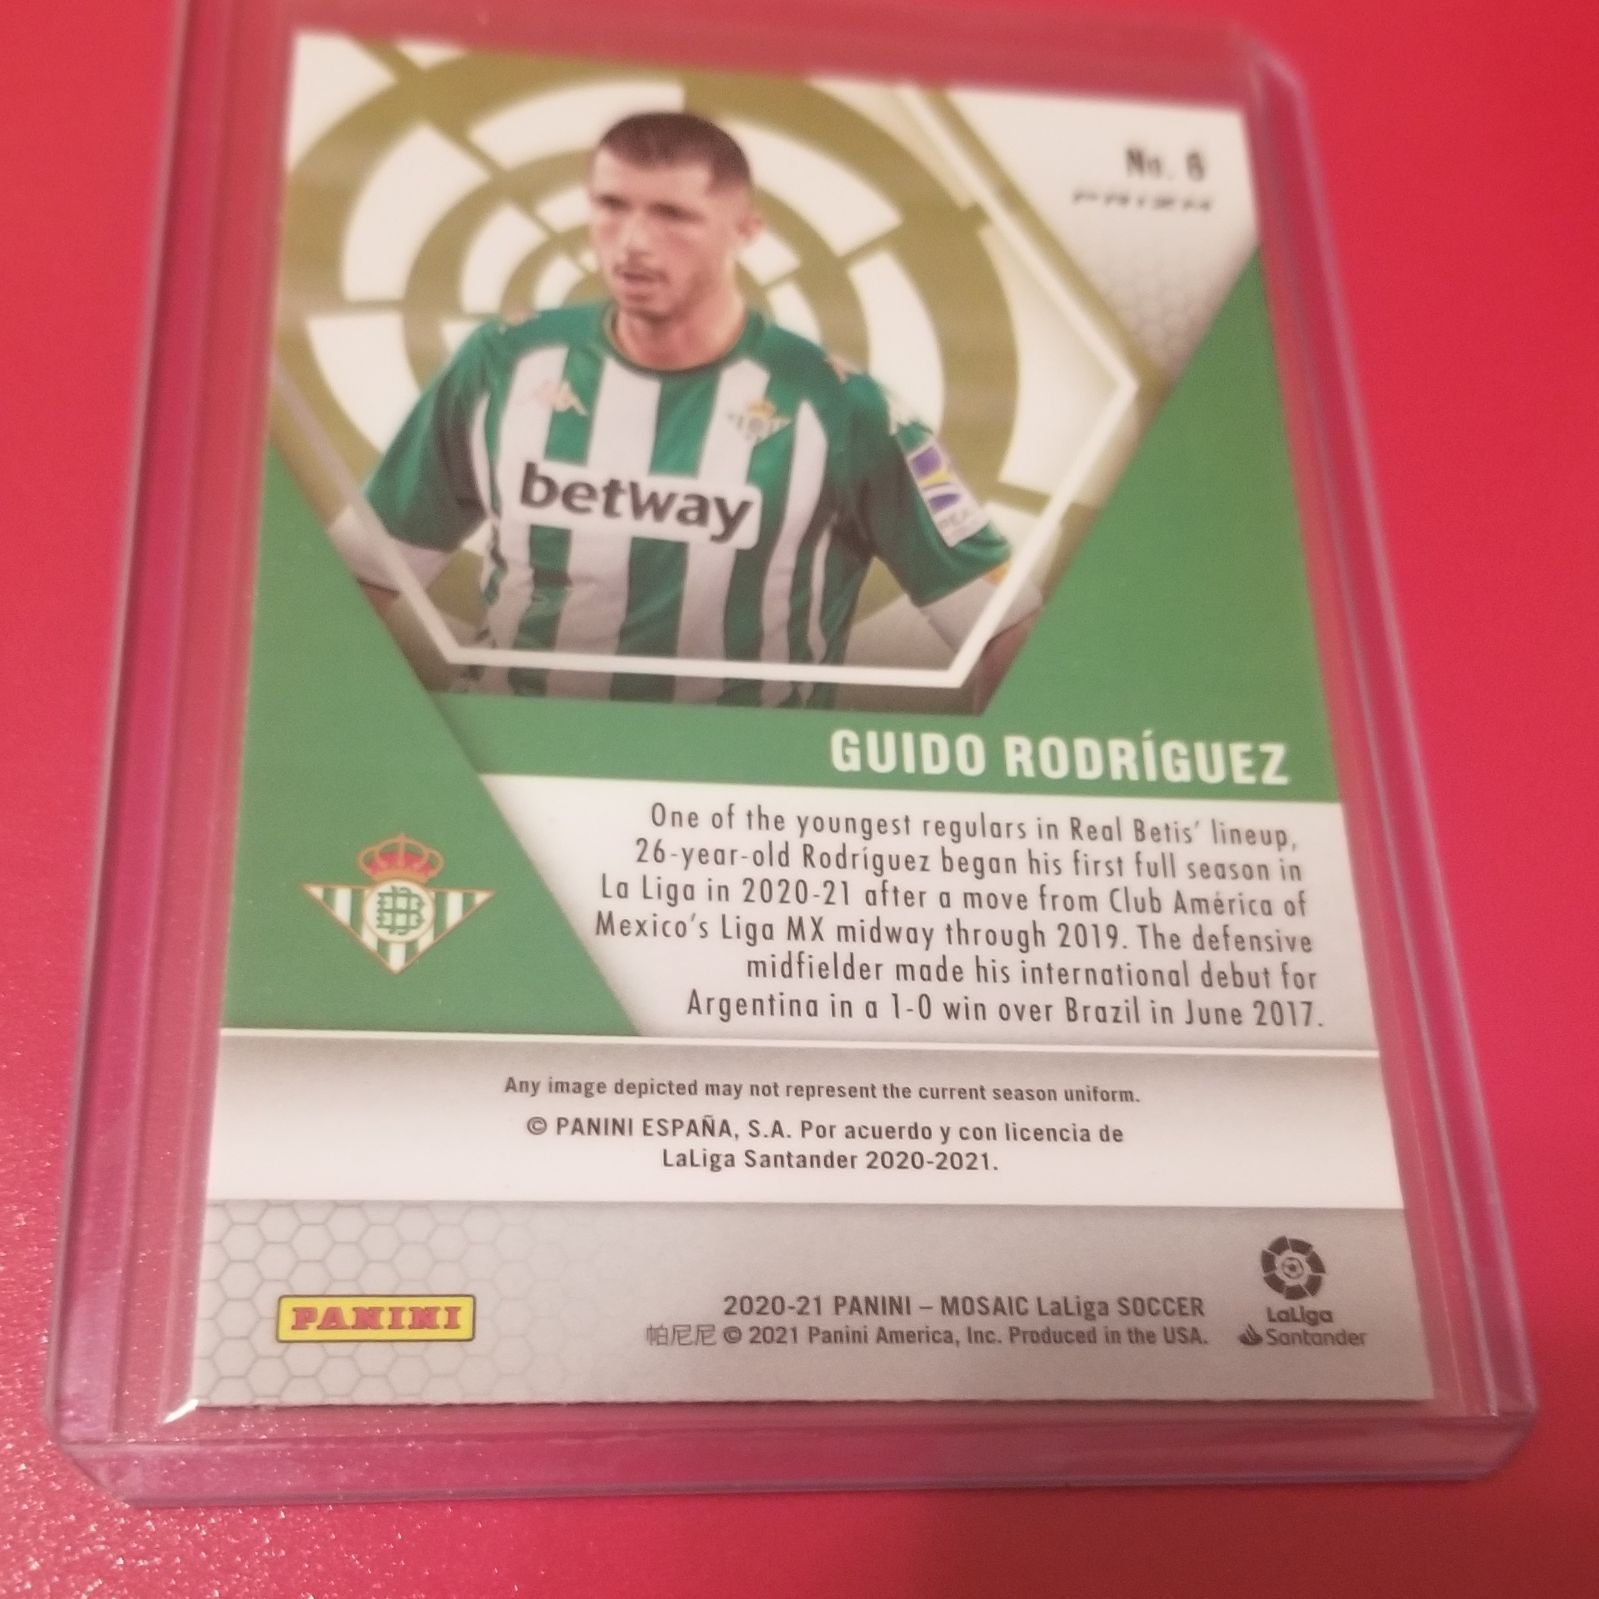 No. 6
PRIZM
betway
GUIDO RODRÍGUEZ
One of the youngest regulars in Real Betis' lineup,
26-year-old Rodríguez began his first full season in
La Liga in 2020-21 after a move from Club América of
Mexico's Liga MX midway through 2019. The defensive
midfielder made his international debut for
Argentina in a 1-0 win over Brazil in June 2017.
Any image depicted may not represent the current season uniform.
© PANINI ESPAÑA, S.A. Por acuerdo y con licencia de
LaLiga Santander 2020-2021.
PANINI
2020-21 PANINI – MOSAIC LaLiga SOCCER
帕尼尼 © 2021 Panini America, Inc. Produced in the USA.
LaLiga
Santander